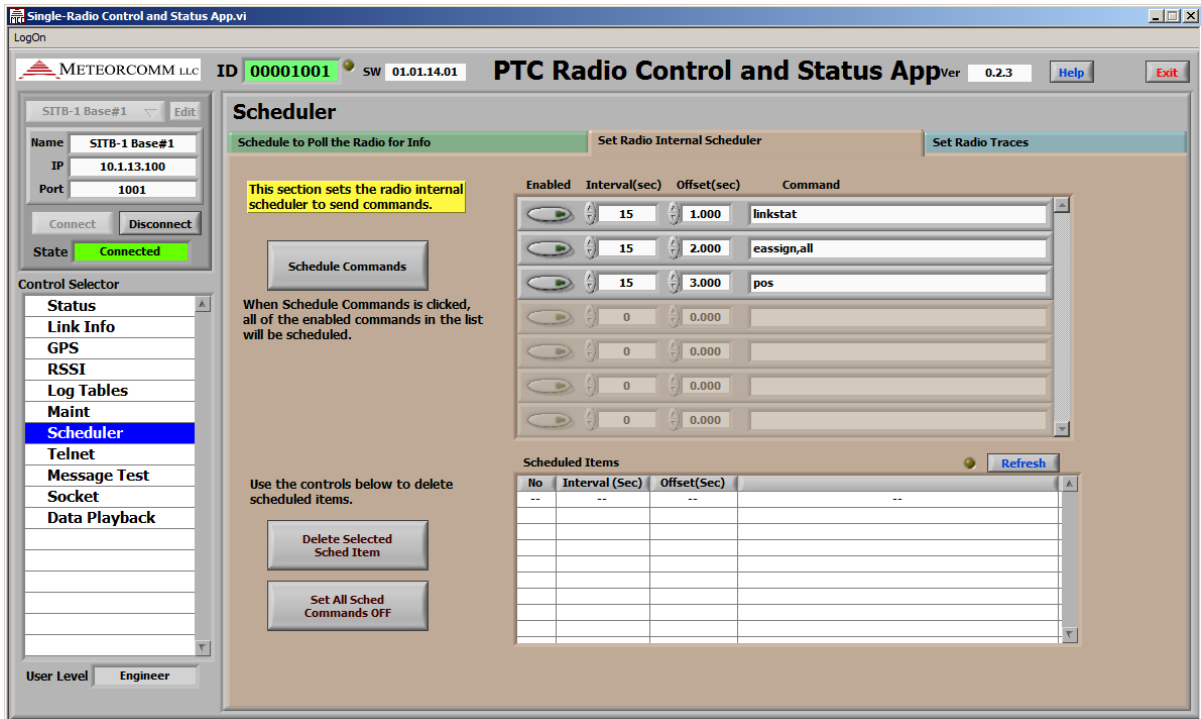 Single-Radio Control and Status App.vi
LogOn
METEORCOMM LLC
ID 00001001 SW 01.01.14.01 PTC Radio Control and Status App Ver 0.2.3 Help Exit
SITB-1 Base#1 Edit
Name SITB-1 Base#1
IP 10.1.13.100
Port 1001
Connect Disconnect
State Connected
Control Selector
Status
Link Info
GPS
RSSI
Log Tables
Maint
Scheduler
Telnet
Message Test
Socket
Data Playback
User Level Engineer
Scheduler
Schedule to Poll the Radio for Info Set Radio Internal Scheduler Set Radio Traces
This section sets the radio internal
scheduler to send commands.
Schedule Commands
When Schedule Commands is clicked,
all of the enabled commands in the list
will be scheduled.
Enabled Interval(sec) Offset(sec) Command
15 1.000 linkstat
15 2.000 eassign,all
15 3.000 pos
0 0.000
0 0.000
0 0.000
0 0.000
Use the controls below to delete
scheduled items.
Delete Selected
Sched Item
Set All Sched
Commands OFF
Scheduled Items Refresh
No Interval (Sec) Offset(Sec)
-- -- -- --